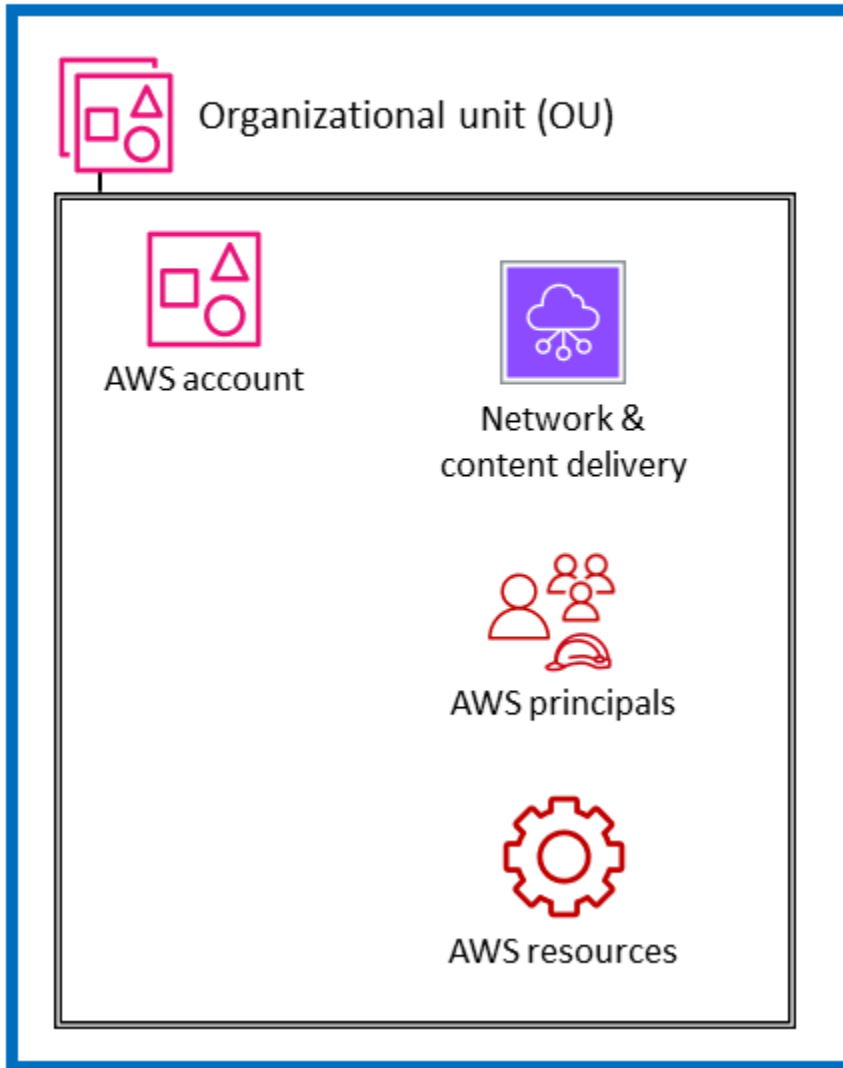 Organizational unit (OU)
AWS account
Network &
content delivery
AWS principals
AWS resources